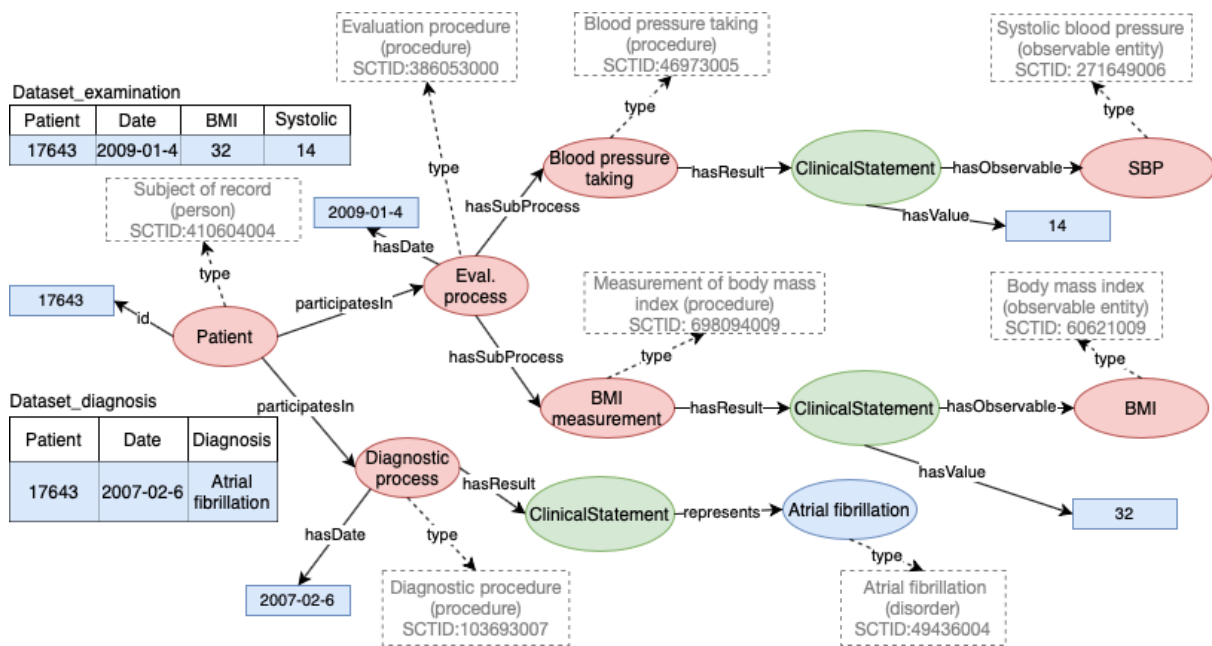 Evaluation procedure
(procedure)
SCTID:386053000
Blood pressure taking
(procedure)
SCTID:46973005
Systolic blood pressure
(observable entity)
SCTID: 271649006
Dataset_examination
Patient Date BMI Systolic
17643 2009-01-4 32 14
type
type
type
Blood pressure
taking
hasResult
ClinicalStatement
hasObservable
SBP
Subject of record
(person)
SCTID:410604004
2009-01-4
hasSubProcess
hasValue
14
hasDate
type
Eval.
process
Measurement of body mass
index (procedure)
SCTID: 698094009
Body mass index
(observable entity)
SCTID: 60621009
17643
id
participatesIn
Patient
hasSubProcess
type
type
participatesIn
Dataset_diagnosis
Patient Date Diagnosis
17643 2007-02-6 Atrial
fibrillation
BMI
measurement
hasResult
ClinicalStatement
hasObservable
BMI
Diagnostic
process
hasResult
hasValue
ClinicalStatement
represents
Atrial fibrillation
32
hasDate
type
type
2007-02-6
Diagnostic procedure
(procedure)
SCTID:103693007
Atrial fibrillation
(disorder)
SCTID:49436004